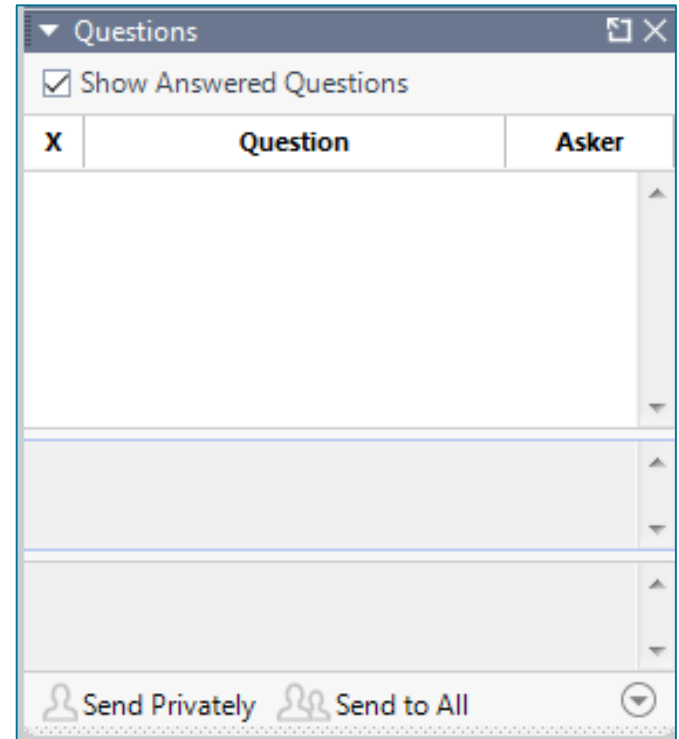 Questions
Show Answered Questions
X Question Asker
Send Privately Send to All